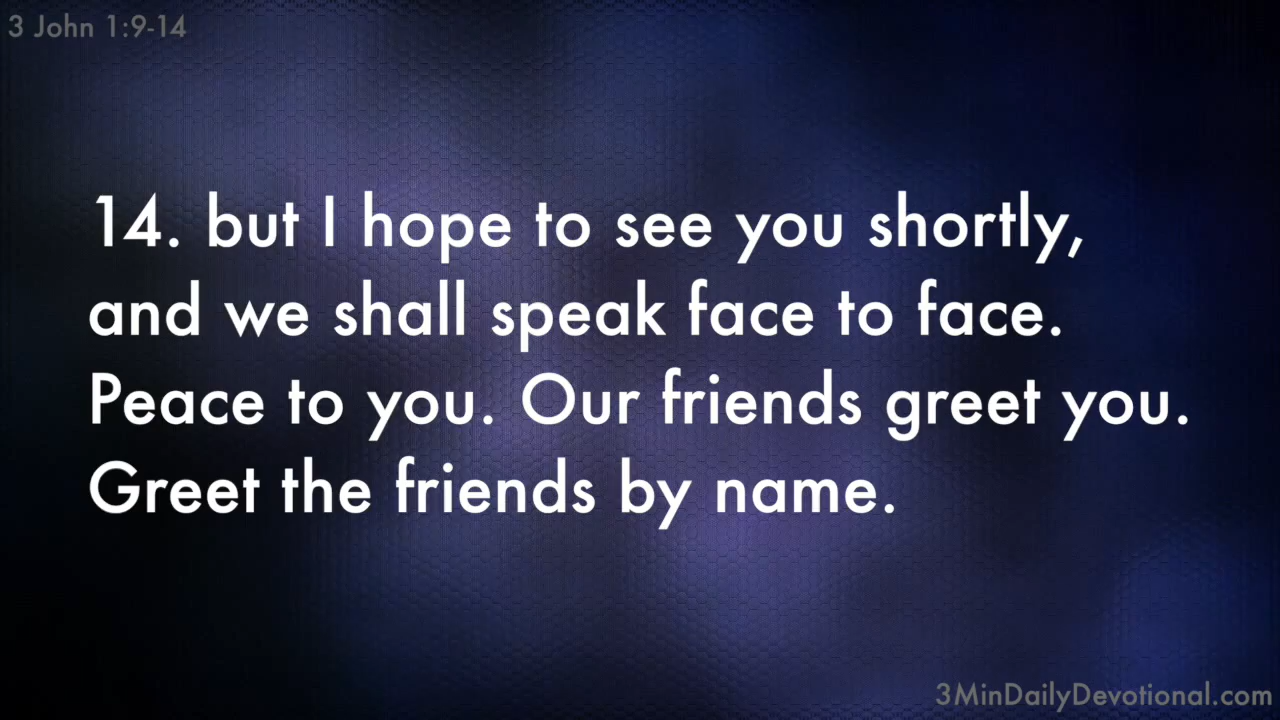 3 John 1:9-14
14. but I hope to see you shortly,
and we shall speak face to face.
Peace to you. Our friends greet you.
Greet the friends by name.
3MinDailyDevotional.com